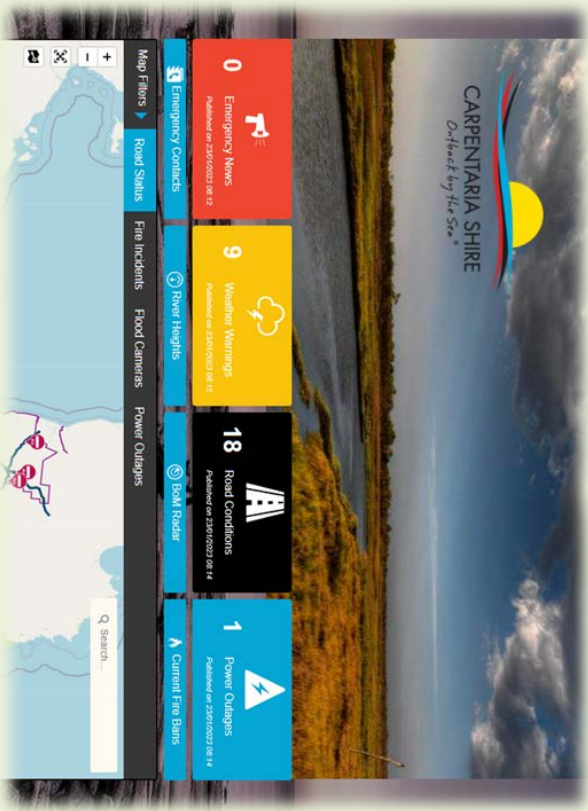 CARPENTARIA SHIRE
Outback by the Sea®
0 Emergency News
Published on 23/01/2023 08:12
9 Weather Warnings
Published on 23/01/2023 08:12
18 Road Conditions
Published on 23/01/2023 08:14
1 Power Outages
Published on 23/01/2023 08:14
Emergency Contacts
River Heights
BoM Radar
Current Fire Bans
Map Filters Road Status Fire Incidents Flood Cameras Power Outages
+
−
Search...